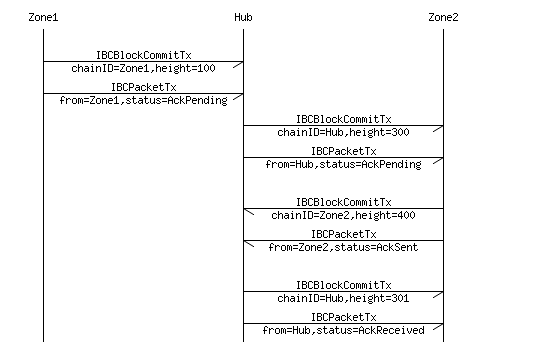 Zone1 Hub Zone2
IBCBlockCommitTx
chainID=Zone1,height=100
IBCPacketTx
from=Zone1,status=AckPending
IBCBlockCommitTx
chainID=Hub,height=300
IBCPacketTx
from=Hub,status=AckPending
IBCBlockCommitTx
chainID=Zone2,height=400
IBCPacketTx
from=Zone2,status=AckSent
IBCBlockCommitTx
chainID=Hub,height=301
IBCPacketTx
from=Hub,status=AckReceived